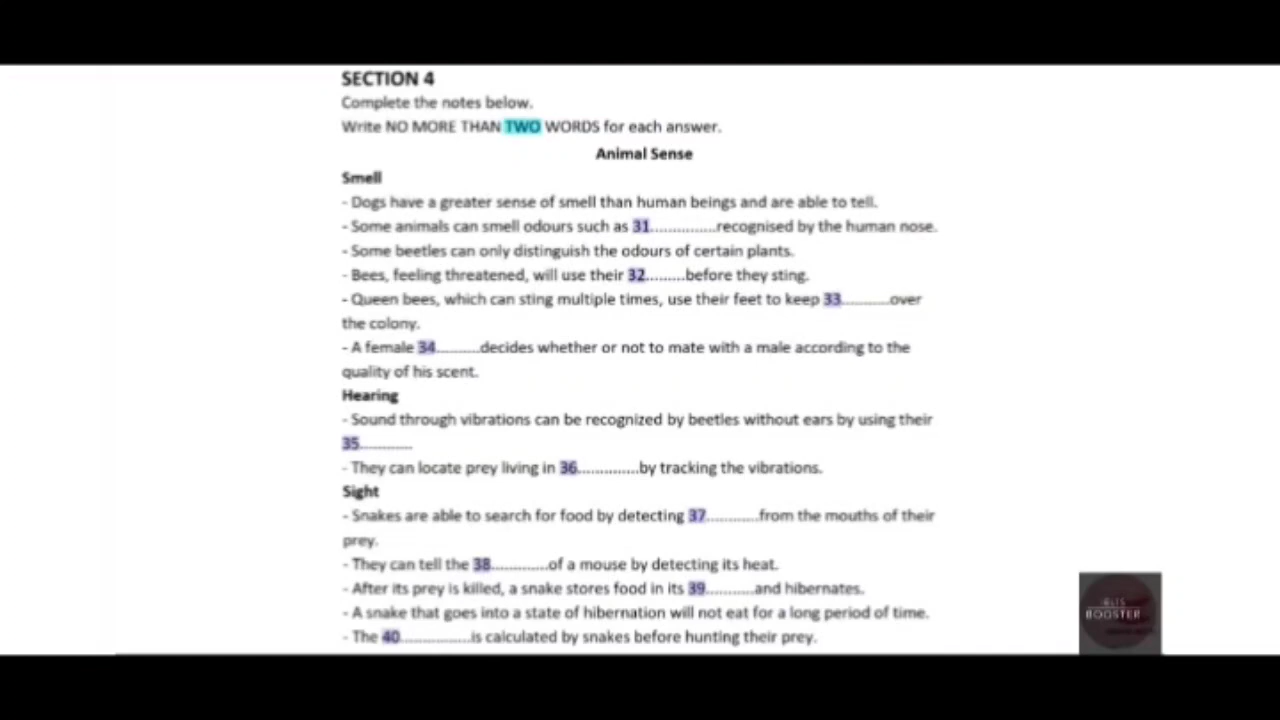 SECTION 4
Complete the notes below.
Write NO MORE THAN TWO WORDS for each answer.
Animal Sense
Smell
- Dogs have a greater sense of smell than human beings and are able to tell.
- Some animals can smell odours such as 31...............recognised by the human nose.
- Some beetles can only distinguish the odours of certain plants.
- Bees, feeling threatened, will use their 32.........before they sting.
- Queen bees, which can sting multiple times, use their feet to keep 33...........over
the colony.
- A female 34..........decides whether or not to mate with a male according to the
quality of his scent.
Hearing
- Sound through vibrations can be recognized by beetles without ears by using their
35............
- They can locate prey living in 36..............by tracking the vibrations.
Sight
- Snakes are able to search for food by detecting 37............from the mouths of their
prey.
- They can tell the 38.............of a mouse by detecting its heat.
- After its prey is killed, a snake stores food in its 39...........and hibernates.
- A snake that goes into a state of hibernation will not eat for a long period of time.
- The 40................is calculated by snakes before hunting their prey.
IELTS
BOOSTER